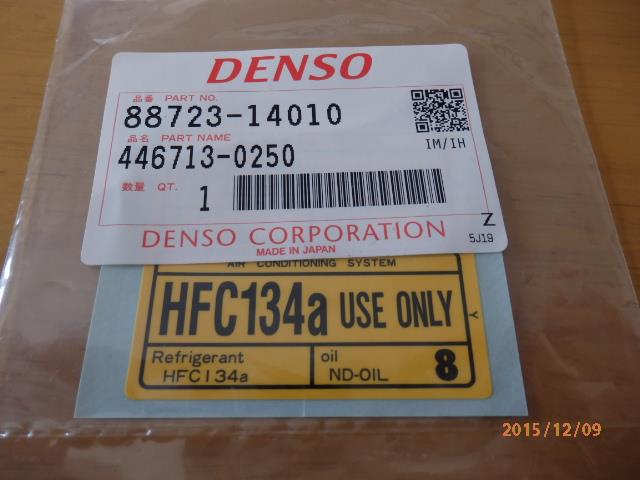 DENSO
品番 PART NO.
88723-14010
品名 PART NAME
446713-0250
IM/IH
数量 QT.
1
Z
DENSO CORPORATION
5J19
MADE IN JAPAN
AIR CONDITIONING SYSTEM
HFC134a USE ONLY
Y
Refrigerant
HFC134a
oil
ND-OIL 8
2015/12/09